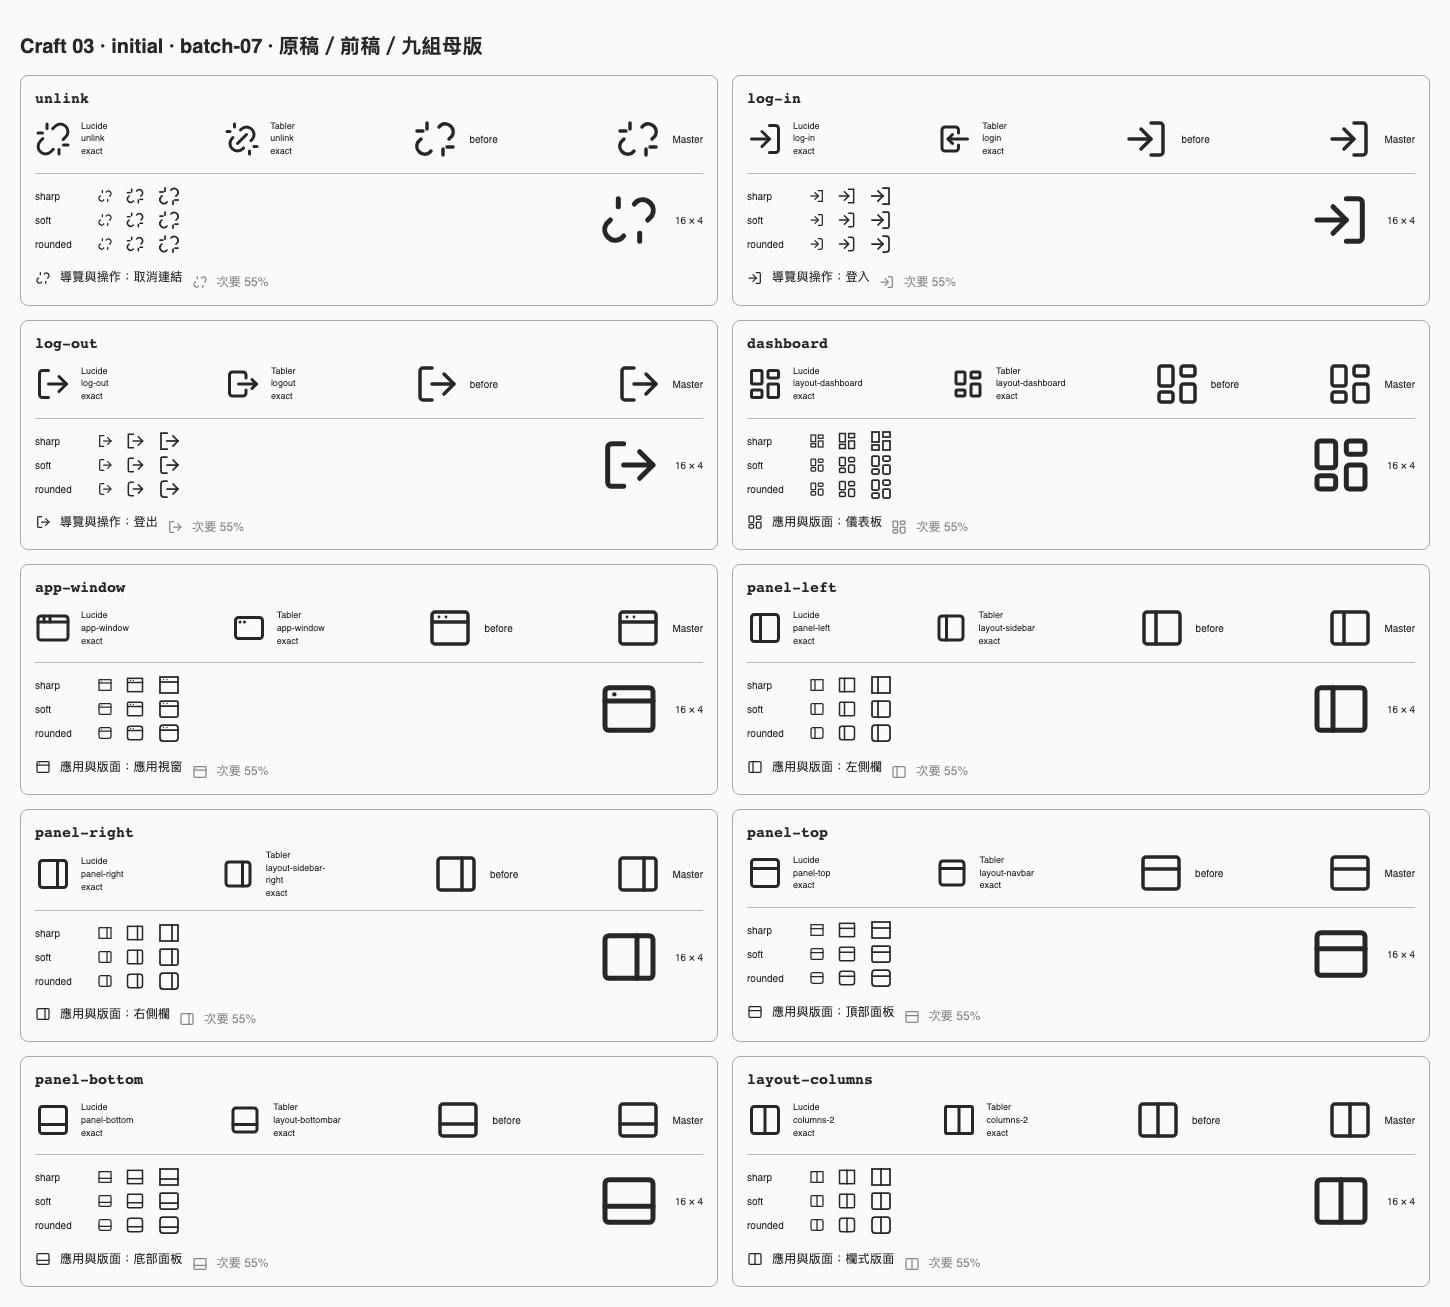 Craft 03 · initial · batch-07 · 原稿 / 前稿 / 九組母版
unlink
Lucide
unlink
exact
Tabler
unlink
exact
before
Master
sharp
soft
rounded
16 × 4
導覽與操作：取消連結
次要 55%
log-in
Lucide
log-in
exact
Tabler
login
exact
before
Master
sharp
soft
rounded
16 × 4
導覽與操作：登入
次要 55%
log-out
Lucide
log-out
exact
Tabler
logout
exact
before
Master
sharp
soft
rounded
16 × 4
導覽與操作：登出
次要 55%
dashboard
Lucide
layout-dashboard
exact
Tabler
layout-dashboard
exact
before
Master
sharp
soft
rounded
16 × 4
應用與版面：儀表板
次要 55%
app-window
Lucide
app-window
exact
Tabler
app-window
exact
before
Master
sharp
soft
rounded
16 × 4
應用與版面：應用視窗
次要 55%
panel-left
Lucide
panel-left
exact
Tabler
layout-sidebar
exact
before
Master
sharp
soft
rounded
16 × 4
應用與版面：左側欄
次要 55%
panel-right
Lucide
panel-right
exact
Tabler
layout-sidebar-
right
exact
before
Master
sharp
soft
rounded
16 × 4
應用與版面：右側欄
次要 55%
panel-top
Lucide
panel-top
exact
Tabler
layout-navbar
exact
before
Master
sharp
soft
rounded
16 × 4
應用與版面：頂部面板
次要 55%
panel-bottom
Lucide
panel-bottom
exact
Tabler
layout-bottombar
exact
before
Master
sharp
soft
rounded
16 × 4
應用與版面：底部面板
次要 55%
layout-columns
Lucide
columns-2
exact
Tabler
columns-2
exact
before
Master
sharp
soft
rounded
16 × 4
應用與版面：欄式版面
次要 55%